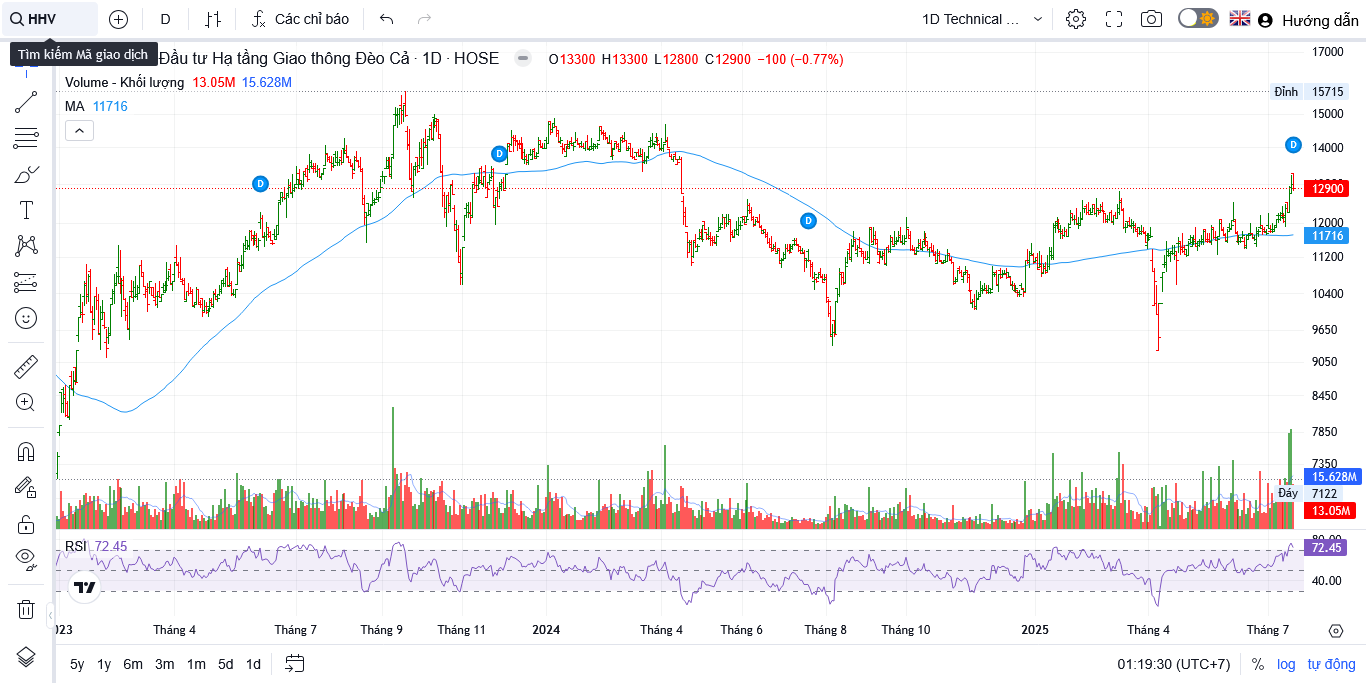 HHV
D
Các chỉ báo
1D Technical ...
Hướng dẫn
Tìm kiếm Mã giao dịch
Đầu tư Hạ tầng Giao thông Đèo Cả · 1D · HOSE
O13300 H13300 L12800 C12900 −100 (−0.77%)
Volume - Khối lượng 13.05M 15.628M
MA 11716
17000
Đỉnh 15715
15000
14000
12900
12000
11716
11200
10400
9650
9050
8450
7850
7350
15.628M
Đáy 7122
13.05M
D
D
D
D
RSI 72.45
80.00
72.45
40.00
023 Tháng 4 Tháng 7 Tháng 9 Tháng 11 2024 Tháng 4 Tháng 6 Tháng 8 Tháng 10 2025 Tháng 4 Tháng 7
5y 1y 6m 3m 1m 5d 1d
01:19:30 (UTC+7) % log tự động